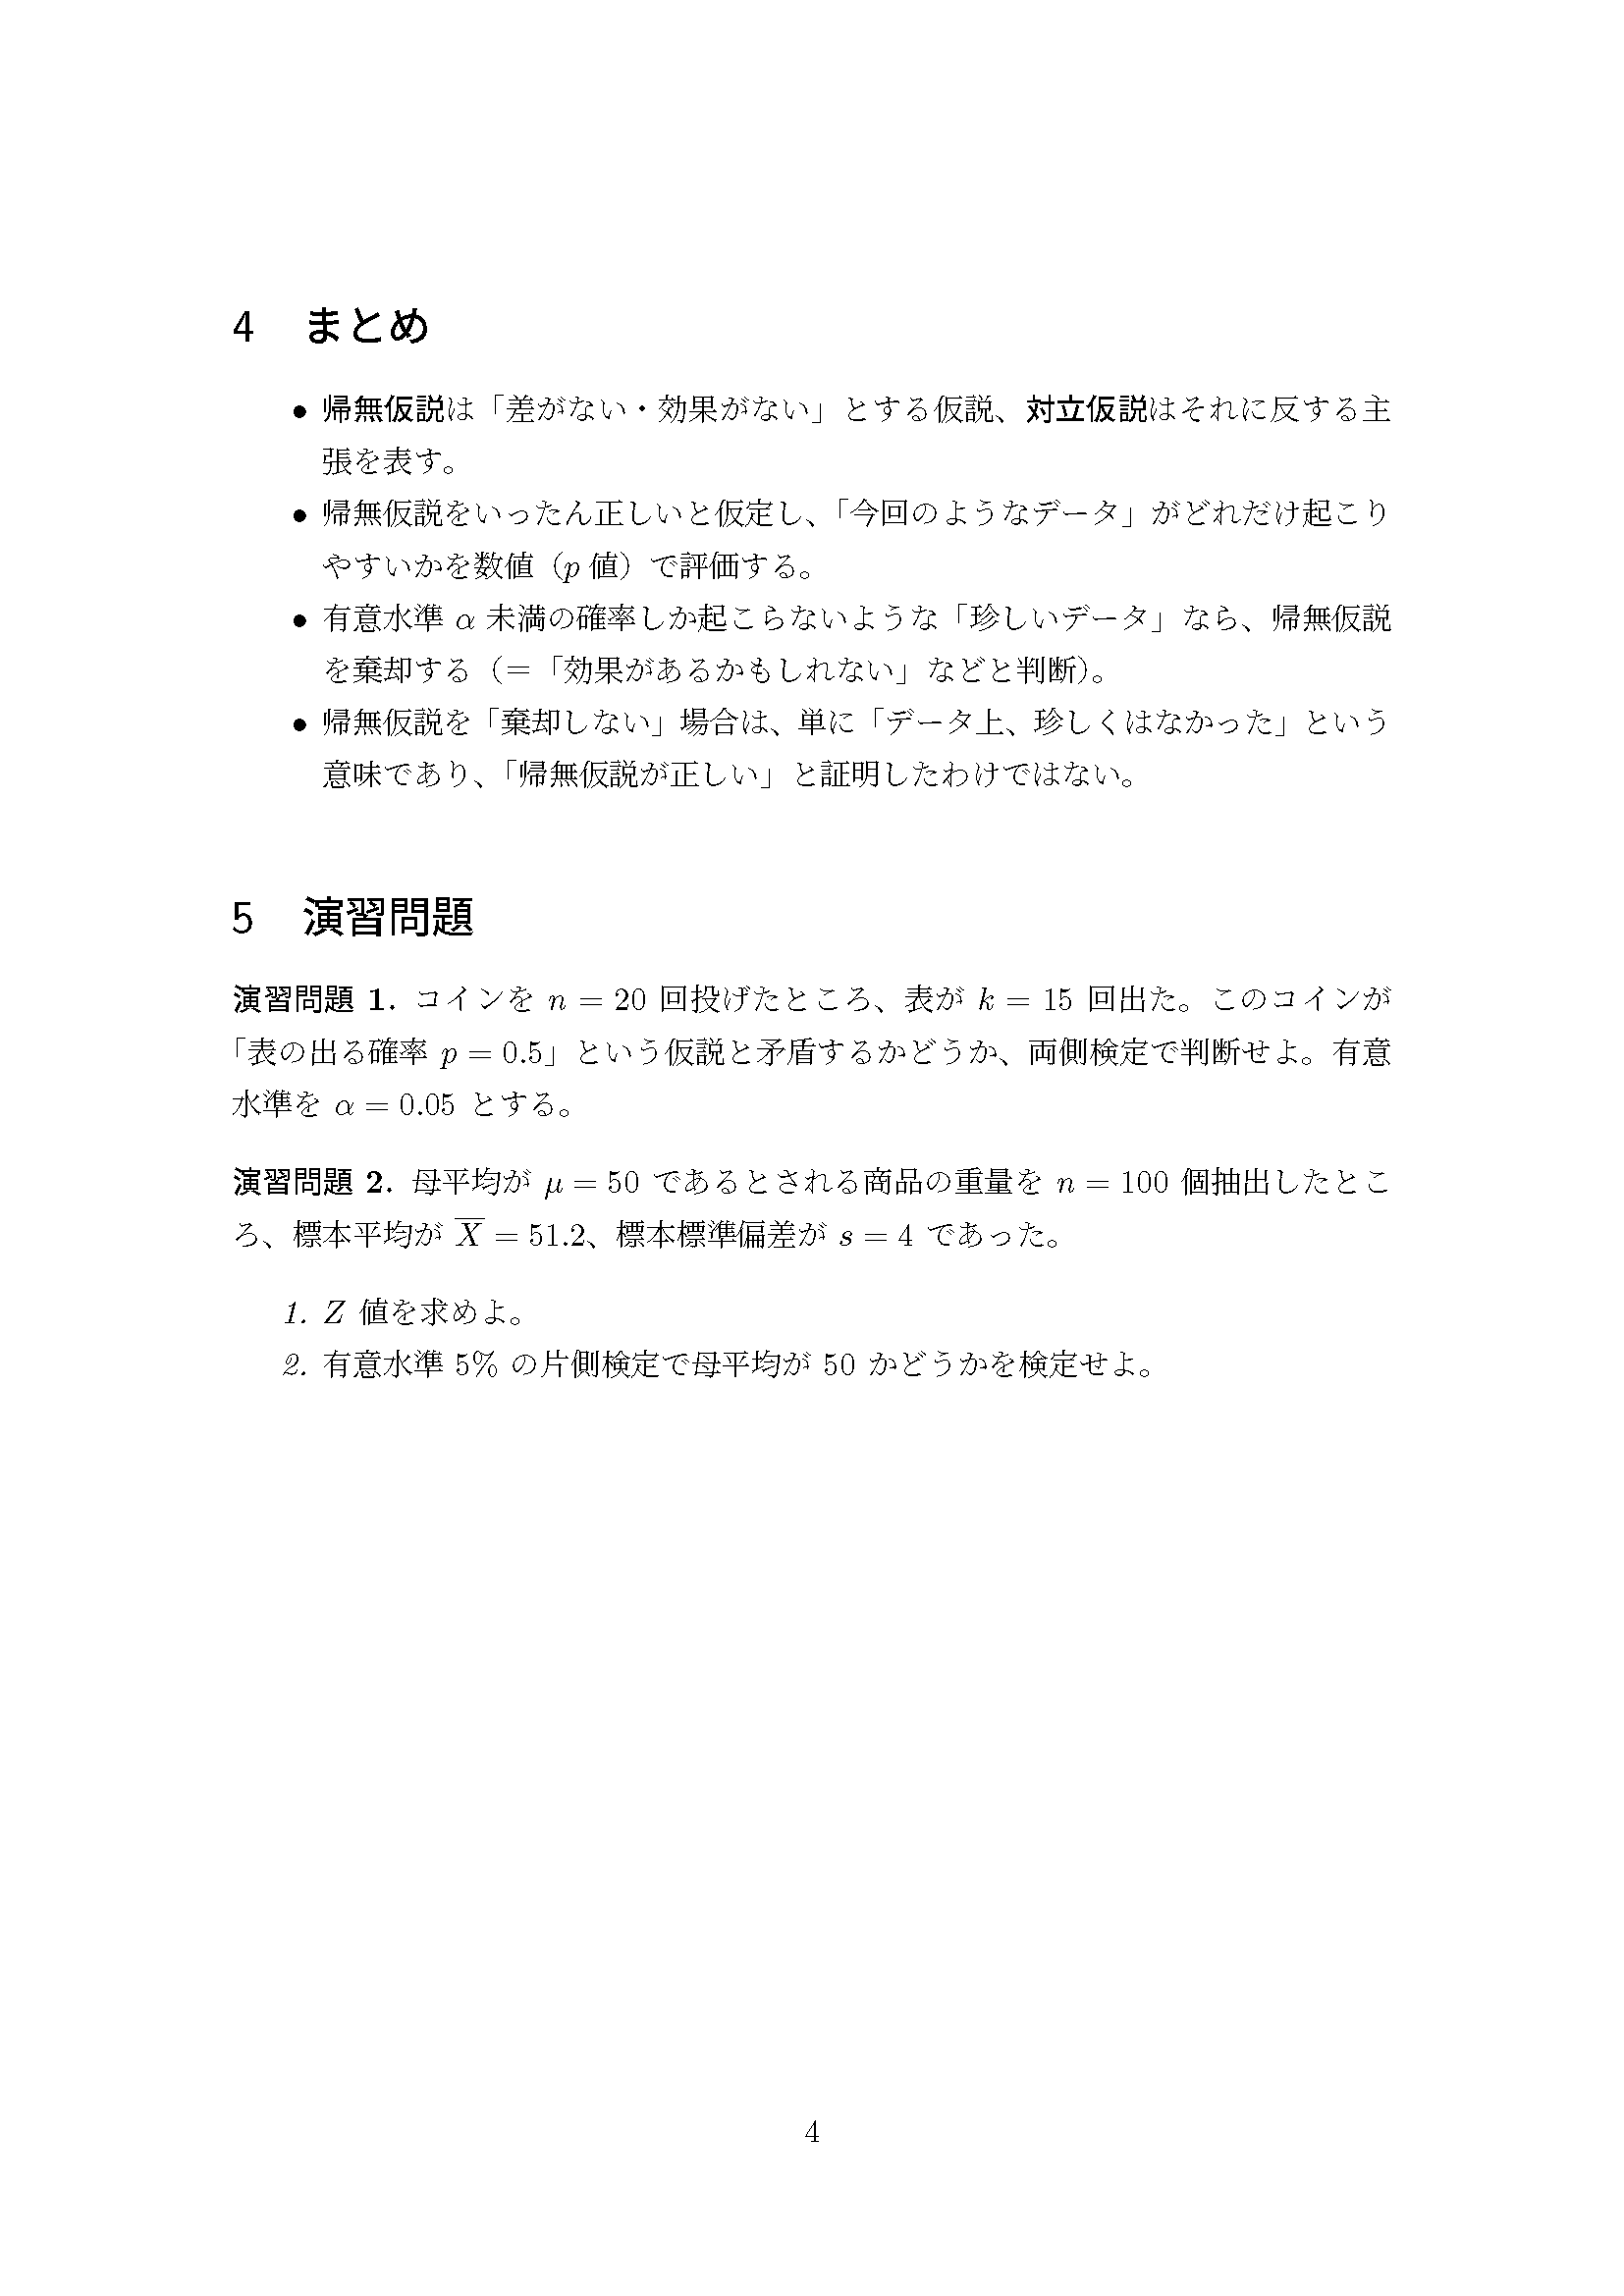 4 まとめ
• 帰無仮説は「差がない・効果がない」とする仮説、対立仮説はそれに反する主
張を表す。
• 帰無仮説をいったん正しいと仮定し、「今回のようなデータ」がどれだけ起こり
やすいかを数値（p 値）で評価する。
• 有意水準 α 未満の確率しか起こらないような「珍しいデータ」なら、帰無仮説
を棄却する（＝「効果があるかもしれない」などと判断）。
• 帰無仮説を「棄却しない」場合は、単に「データ上、珍しくはなかった」という
意味であり、「帰無仮説が正しい」と証明したわけではない。
5 演習問題
演習問題 1. コインを n = 20 回投げたところ、表が k = 15 回出た。このコインが
「表の出る確率 p = 0.5」という仮説と矛盾するかどうか、両側検定で判断せよ。有意
水準を α = 0.05 とする。
演習問題 2. 母平均が μ = 50 であるとされる商品の重量を n = 100 個抽出したとこ
ろ、標本平均が X̅ = 51.2、標本標準偏差が s = 4 であった。
1. Z 値を求めよ。
2. 有意水準 5% の片側検定で母平均が 50 かどうかを検定せよ。
4